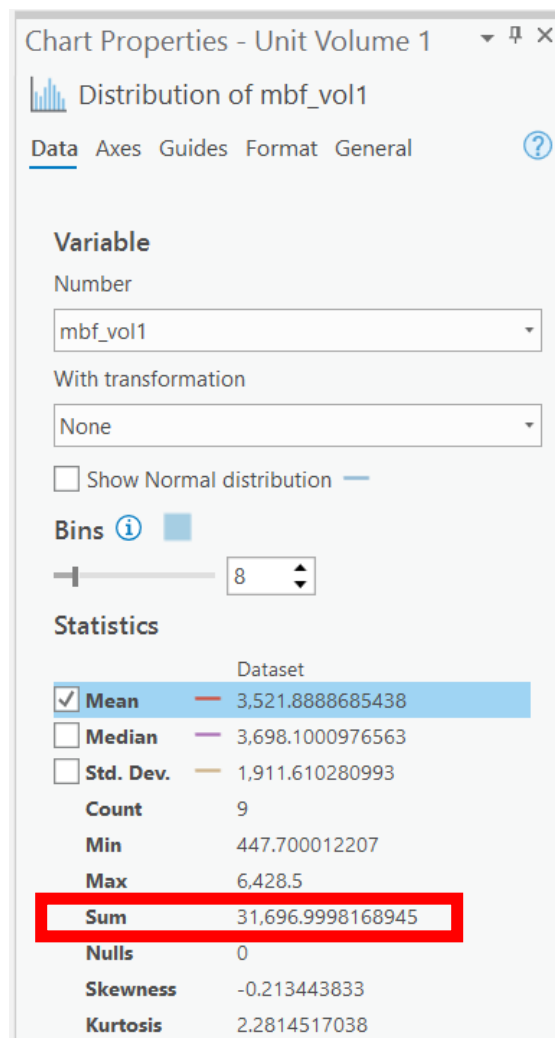 Chart Properties - Unit Volume 1
Distribution of mbf_vol1
Data Axes Guides Format General
Variable
Number
mbf_vol1
With transformation
None
Show Normal distribution
Bins
8
Statistics
Dataset
Mean 3,521.8888685438
Median 3,698.1000976563
Std. Dev. 1,911.610280993
Count 9
Min 447.700012207
Max 6,428.5
Sum 31,696.9998168945
Nulls 0
Skewness -0.213443833
Kurtosis 2.2814517038